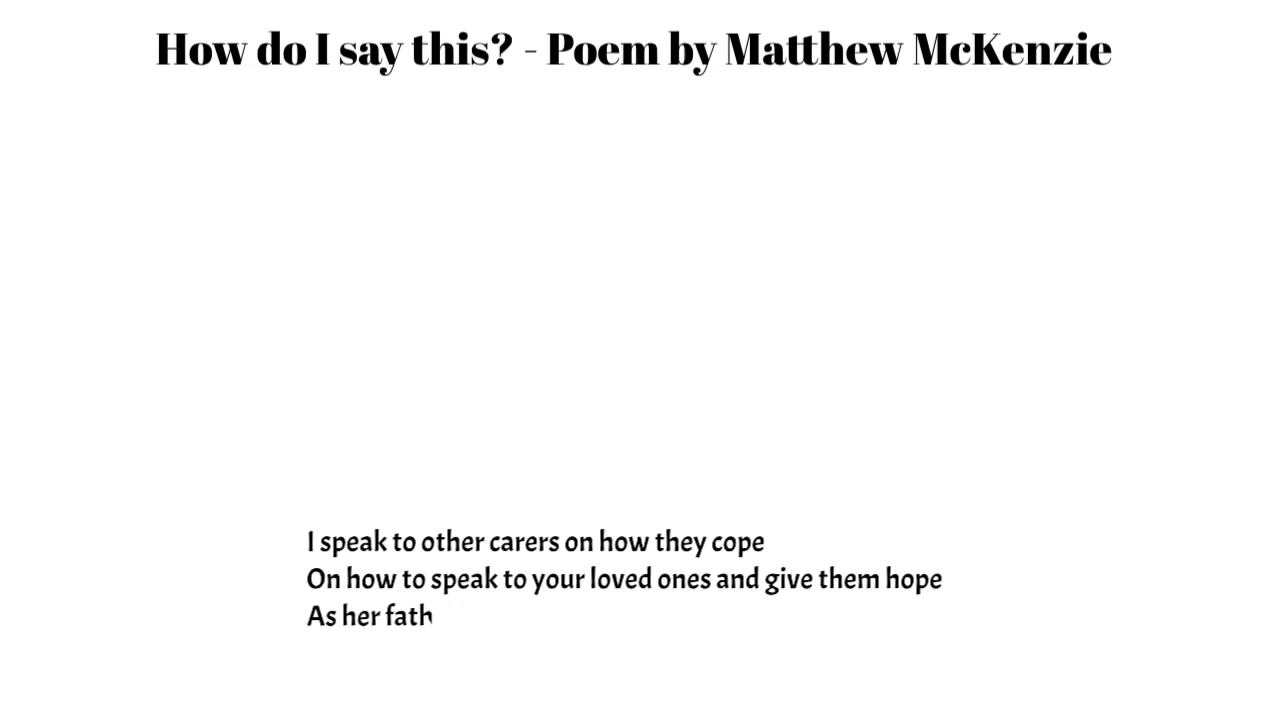 How do I say this? - Poem by Matthew McKenzie
I speak to other carers on how they cope
On how to speak to your loved ones and give them hope
As her fath